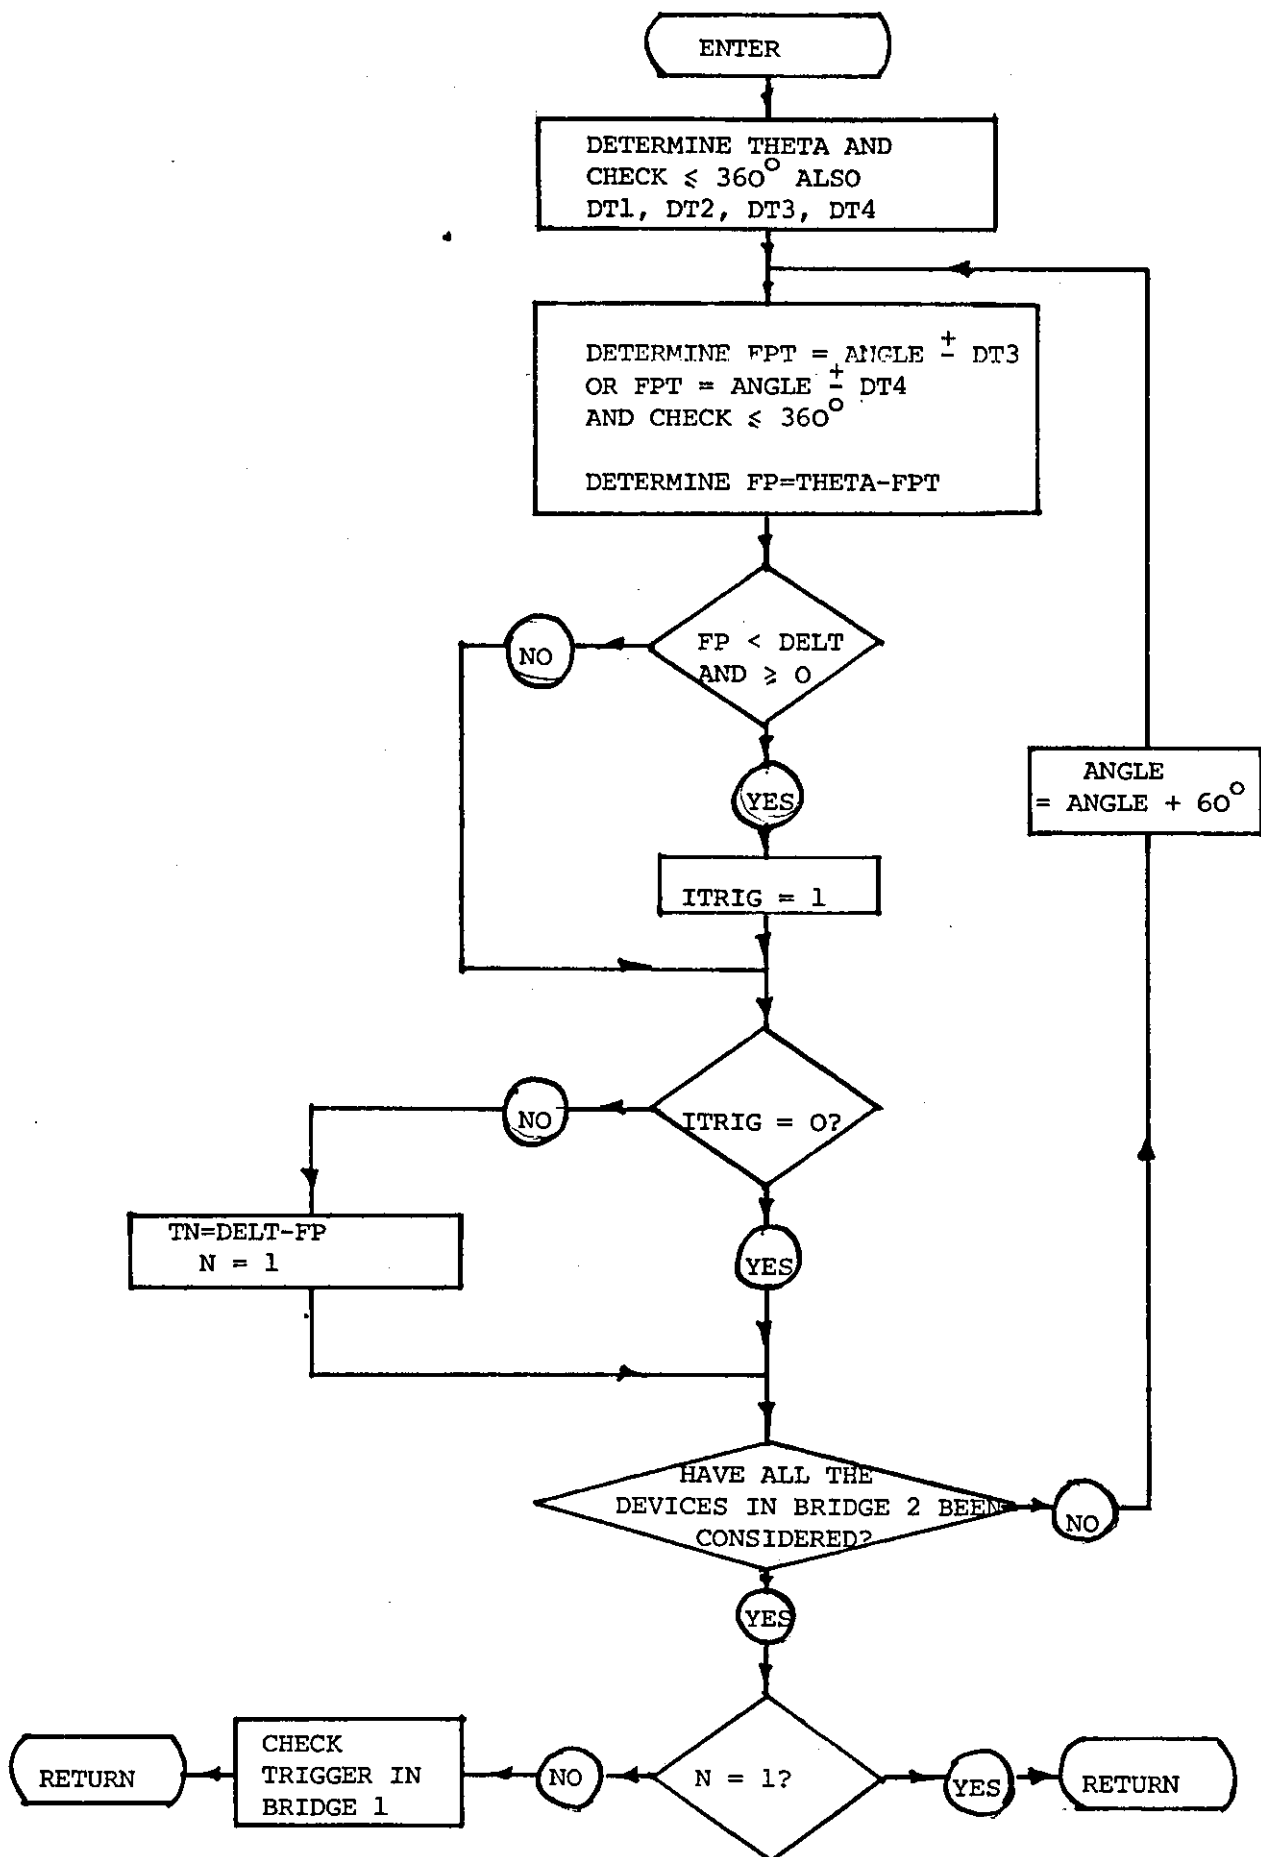 ENTER
DETERMINE THETA AND
CHECK ⩽ 360° ALSO
DT1, DT2, DT3, DT4
DETERMINE FPT = ANGLE ± DT3
OR FPT = ANGLE ± DT4
AND CHECK ⩽ 360°
DETERMINE FP=THETA-FPT
FP < DELT
AND ⩾ O
NO
YES
ANGLE
= ANGLE + 60°
ITRIG = 1
ITRIG = O?
NO
YES
TN=DELT-FP
N = 1
HAVE ALL THE
DEVICES IN BRIDGE 2 BEEN
CONSIDERED?
NO
YES
N = 1?
NO
CHECK
TRIGGER IN
BRIDGE 1
RETURN
YES
RETURN